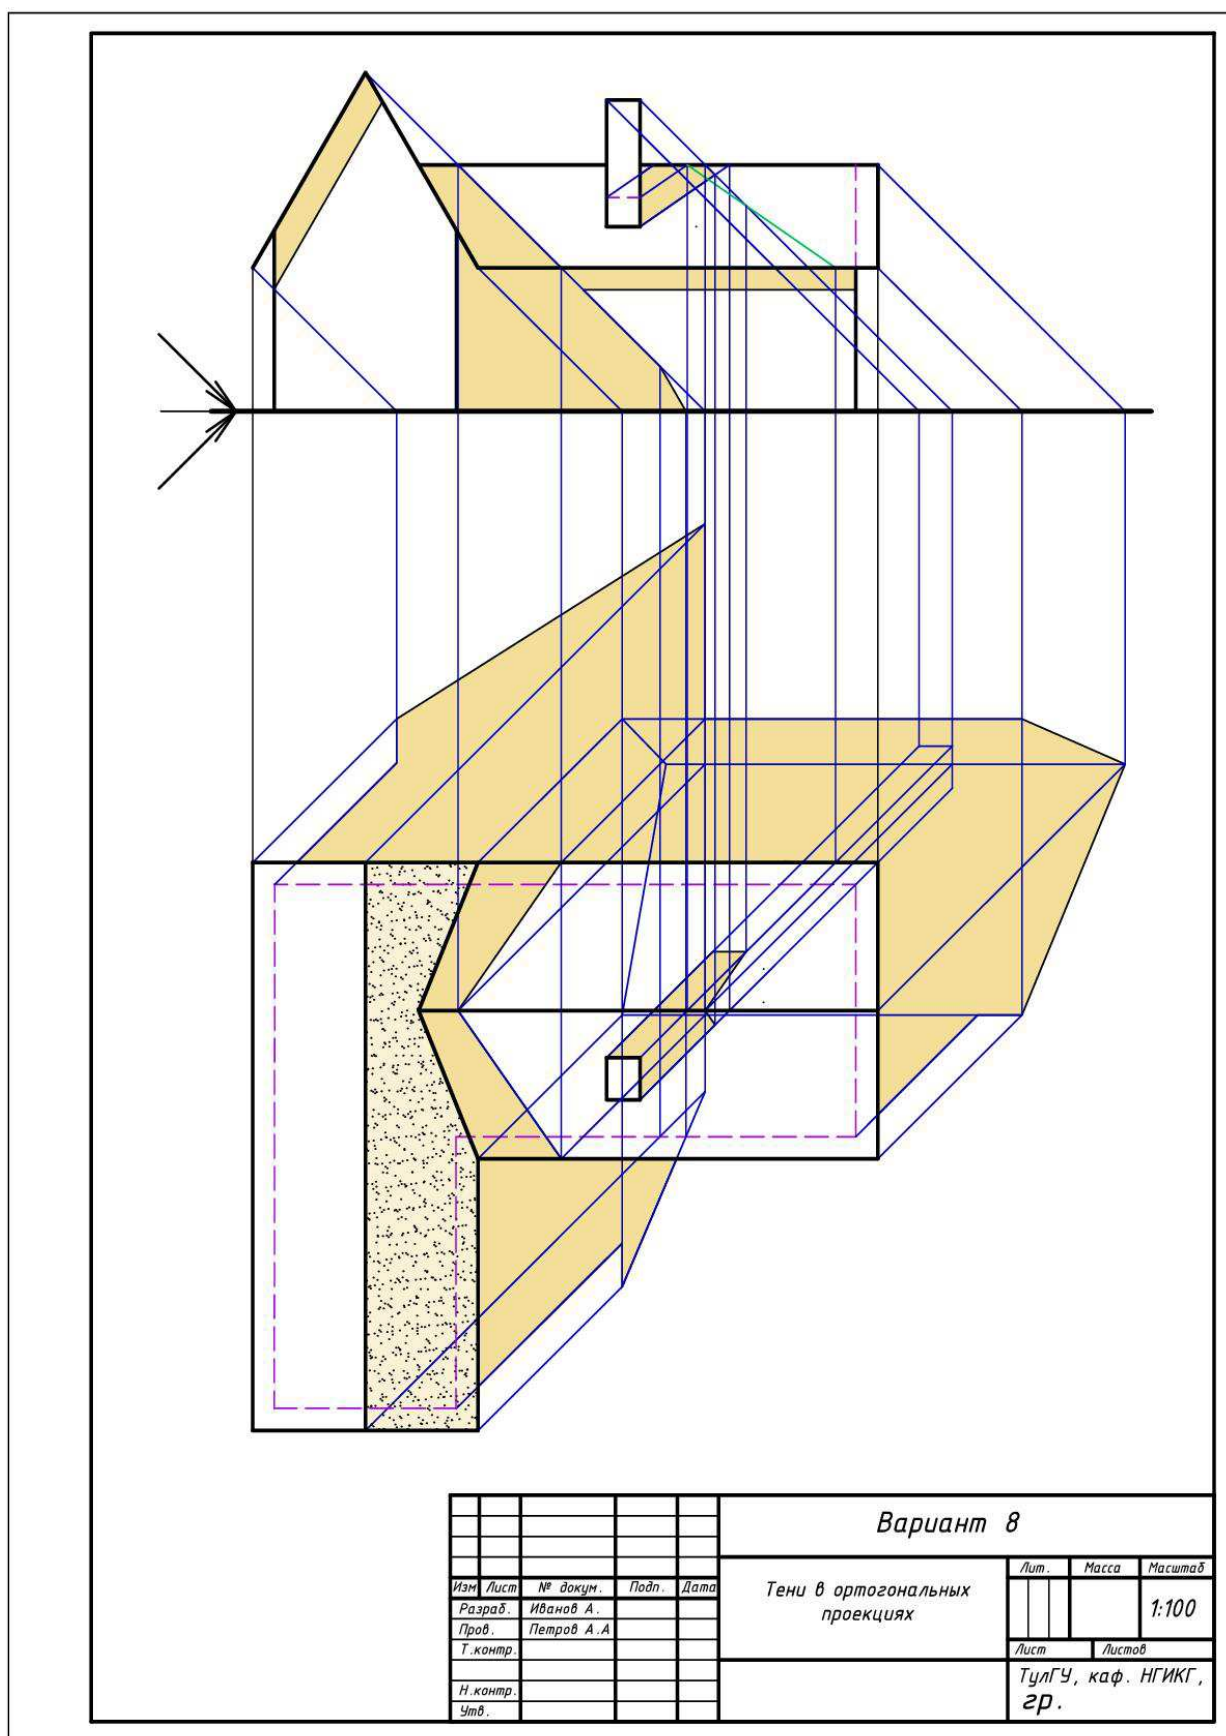 Вариант 8
Изм Лист № докум. Подп. Дата
Лит. Масса Масштаб
Тени в ортогональных
проекциях
Разраб. Иванов А.
1:100
Пров. Петров А.А
Т.контр.
Лист Листов
Н.контр.
ТулГУ, каф. НГИКГ,
гр.
Утв.